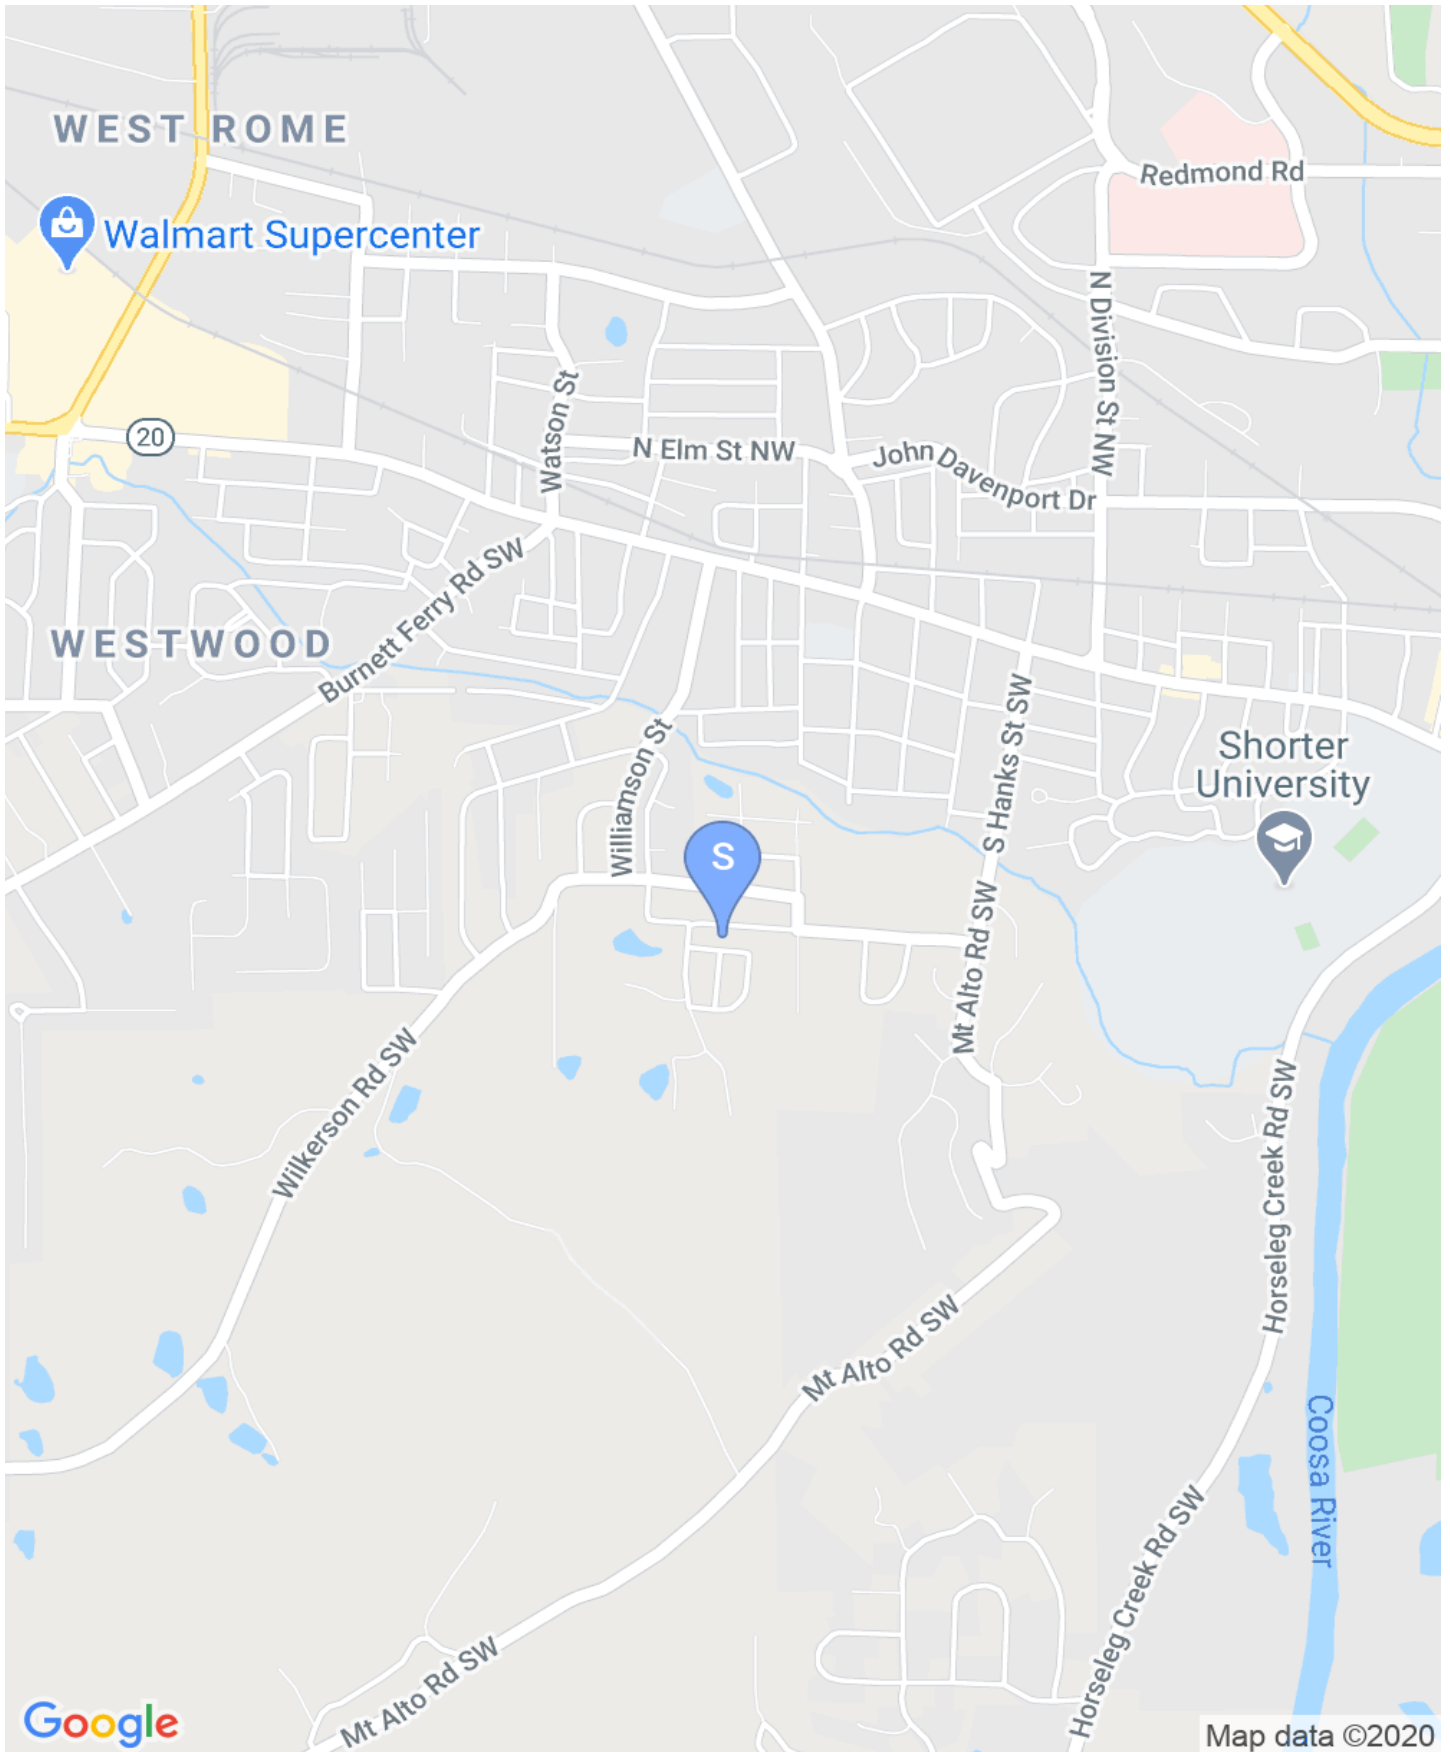 WEST ROME
Redmond Rd
Walmart Supercenter
N Division St NW
Watson St
20
N Elm St NW
John Davenport Dr
Burnett Ferry Rd SW
WESTWOOD
S Hanks St SW
Williamson St
Shorter
University
S
Mt Alto Rd SW
Wilkerson Rd SW
Horseleg Creek Rd SW
Mt Alto Rd SW
Coosa River
Horseleg Creek Rd SW
Mt Alto Rd SW
Google
Map data ©2020